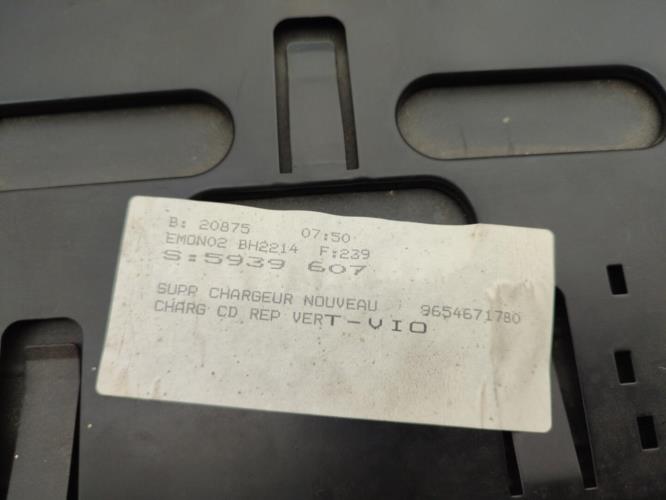 B: 20875 07:50
EMON02 BH2214 F:239
S:5939 607
SUPP CHARGEUR NOUVEAU 9654671780
CHARG CD REP VERT-VIO